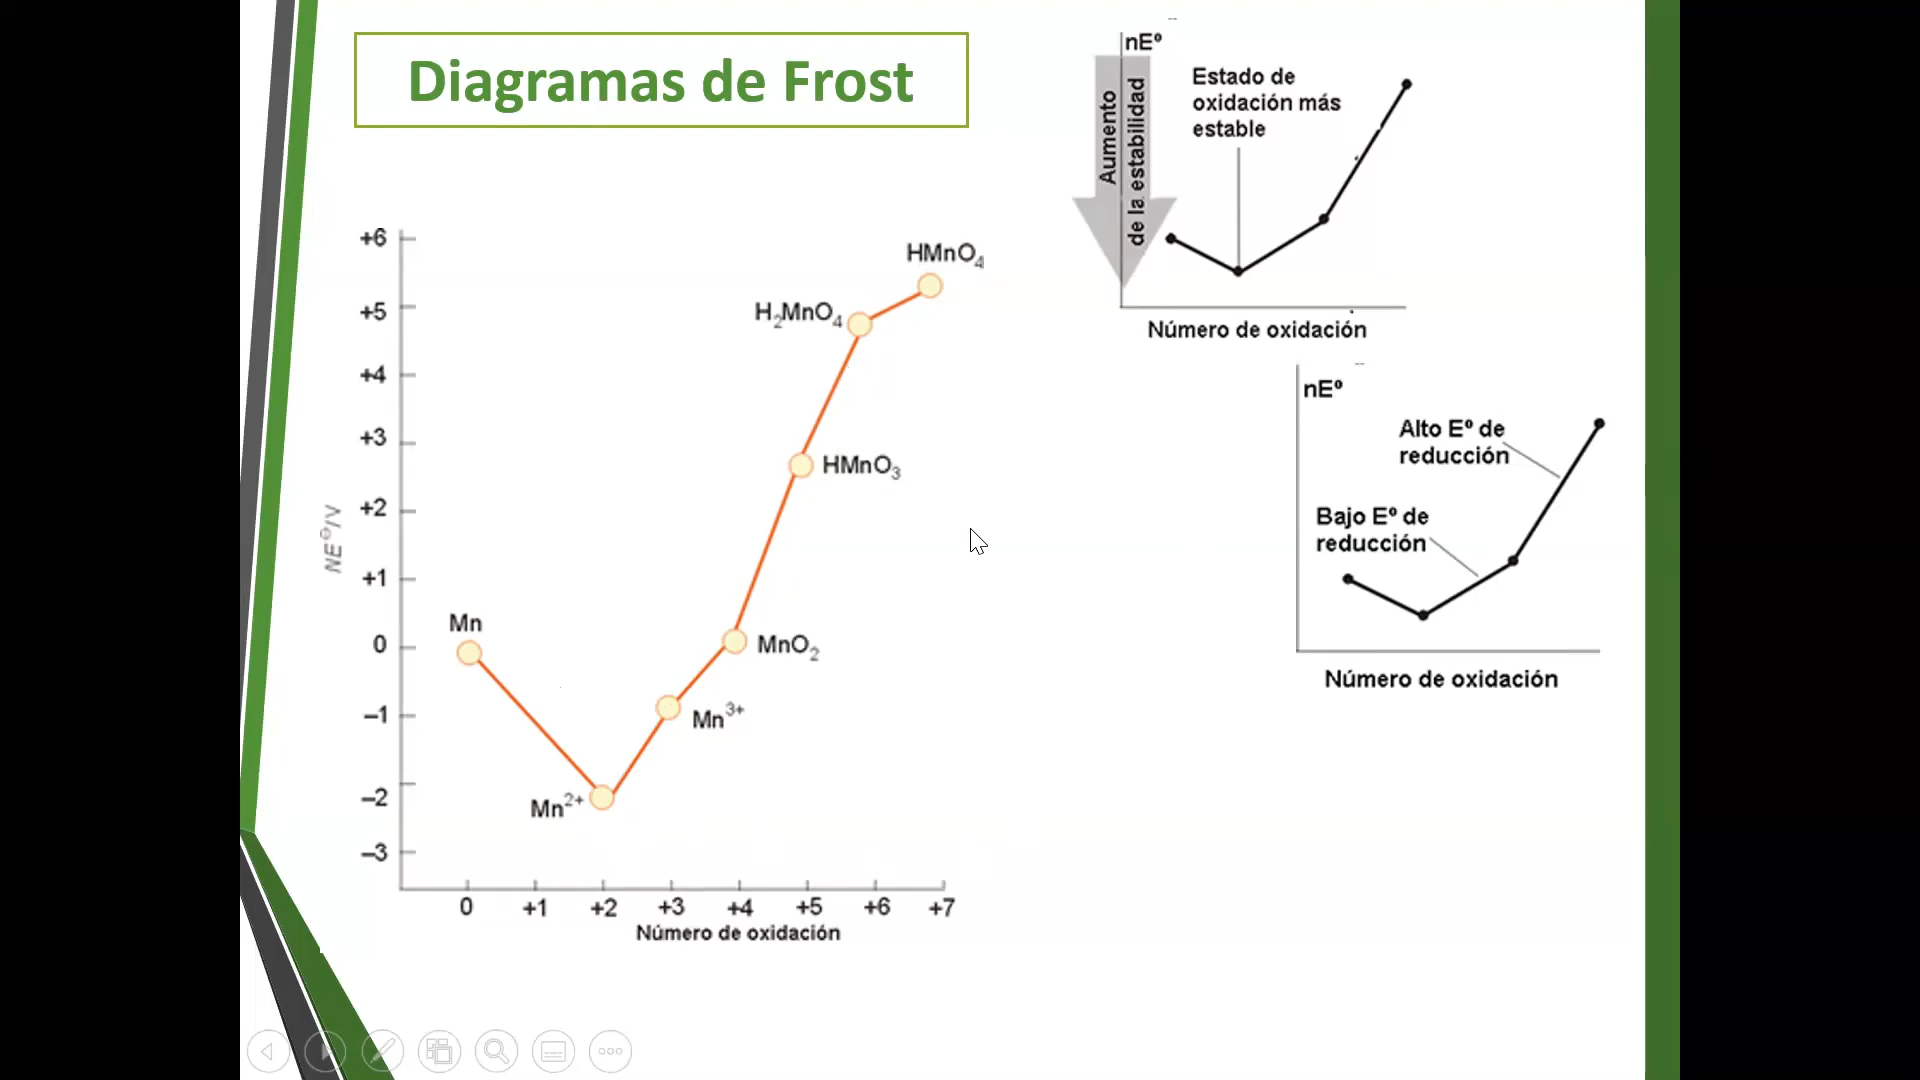 Diagramas de Frost
nEº
Aumento
de la estabilidad
Estado de
oxidación más
estable
Número de oxidación
nEº
Alto Eº de
reducción
Bajo Eº de
reducción
Número de oxidación
NE⊖/V
+6
+5
+4
+3
+2
+1
0
–1
–2
–3
HMnO₄
H₂MnO₄
HMnO₃
MnO₂
Mn
Mn³⁺
Mn²⁺
0 +1 +2 +3 +4 +5 +6 +7
Número de oxidación